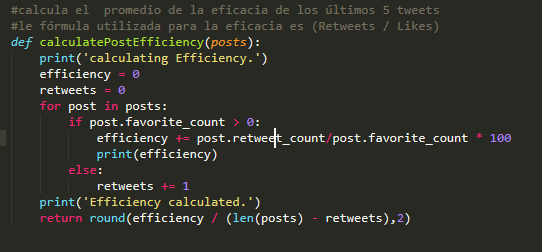 #calcula el  promedio de la eficacia de los últimos 5 tweets
#le fórmula utilizada para la eficacia es (Retweets / Likes)
def calculatePostEfficiency(posts):
    print('calculating Efficiency.')
    efficiency = 0
    retweets = 0
    for post in posts:
        if post.favorite_count > 0:
            efficiency += post.retweet_count/post.favorite_count * 100
            print(efficiency)
        else:
            retweets += 1
    print('Efficiency calculated.')
    return round(efficiency / (len(posts) - retweets),2)